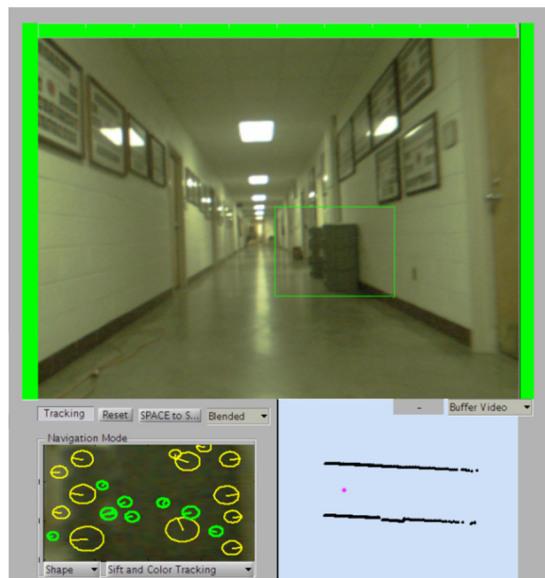 Tracking Reset SPACE to S... Blended - Buffer Video
Navigation Mode
Shape Sift and Color Tracking